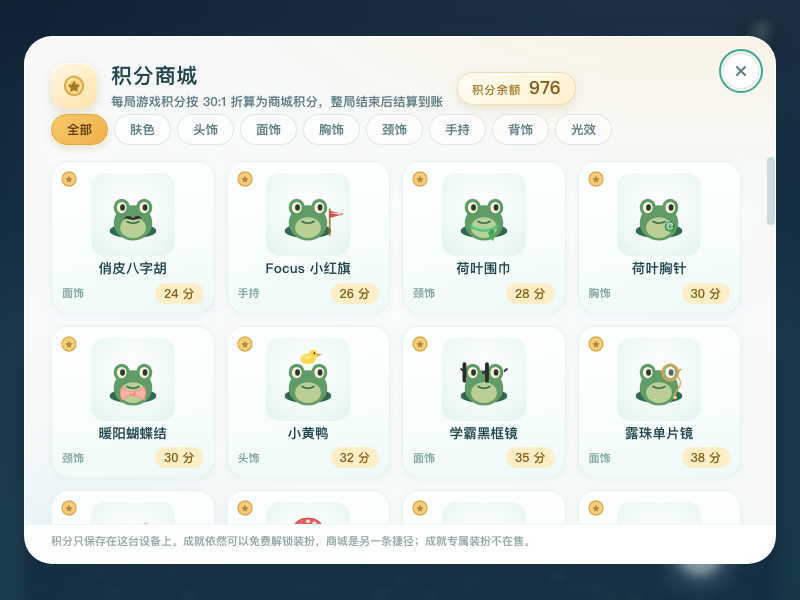 积分商城
每局游戏积分按 30:1 折算为商城积分，整局结束后结算到账
积分余额 976
全部 肤色 头饰 面饰 胸饰 颈饰 手持 背饰 光效
俏皮八字胡
面饰 24 分
Focus 小红旗
手持 26 分
荷叶围巾
颈饰 28 分
荷叶胸针
胸饰 30 分
暖阳蝴蝶结
颈饰 30 分
小黄鸭
头饰 32 分
学霸黑框镜
面饰 35 分
露珠单片镜
面饰 38 分
积分只保存在这台设备上。成就依然可以免费解锁装扮，商城是另一条捷径；成就专属装扮不在售。